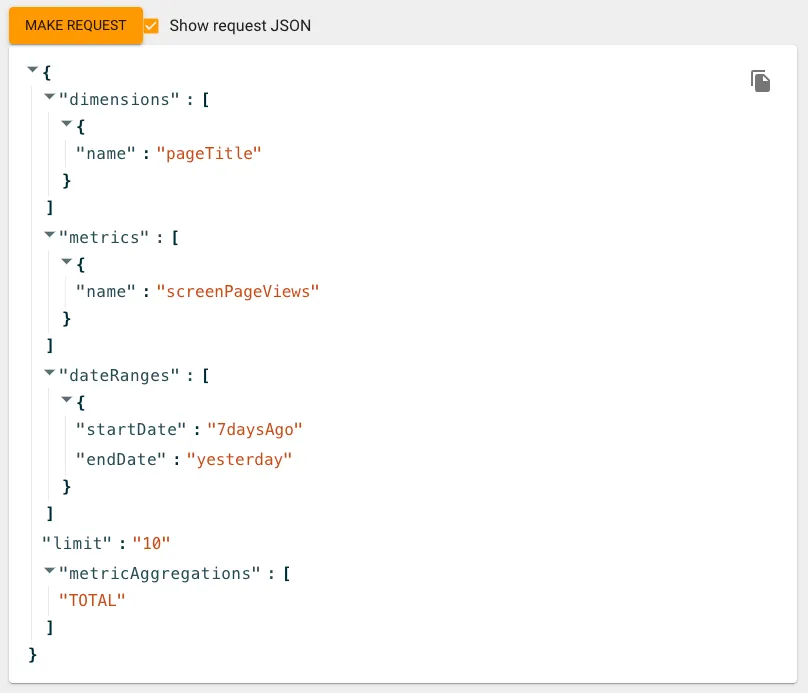 MAKE REQUEST Show request JSON
{
"dimensions" : [
{
"name" : "pageTitle"
}
]
"metrics" : [
{
"name" : "screenPageViews"
}
]
"dateRanges" : [
{
"startDate" : "7daysAgo"
"endDate" : "yesterday"
}
]
"limit" : "10"
"metricAggregations" : [
"TOTAL"
]
}